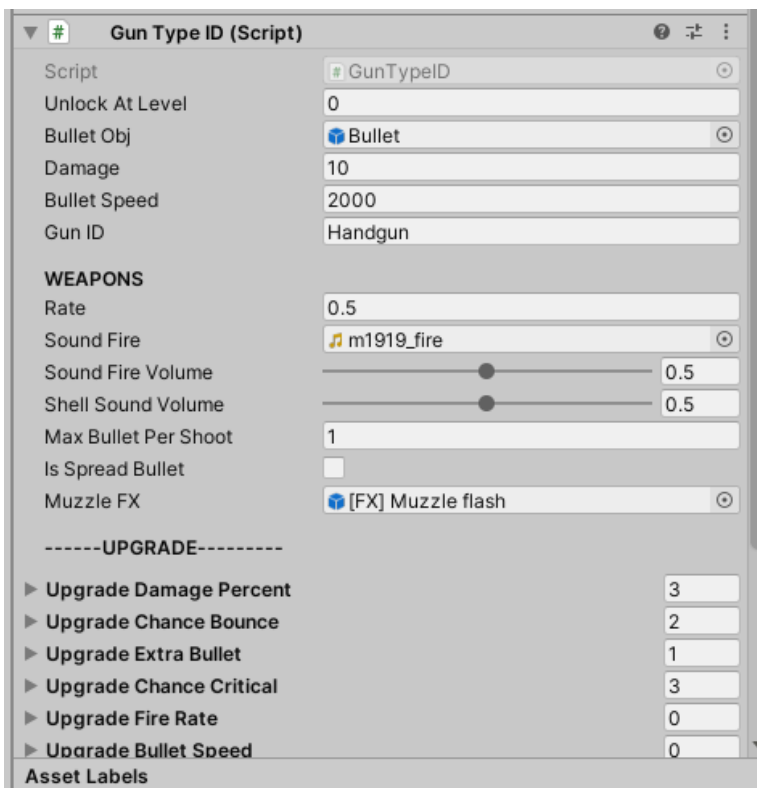 # Gun Type ID (Script)
Script # GunTypeID
Unlock At Level 0
Bullet Obj Bullet
Damage 10
Bullet Speed 2000
Gun ID Handgun
WEAPONS
Rate 0.5
Sound Fire m1919_fire
Sound Fire Volume 0.5
Shell Sound Volume 0.5
Max Bullet Per Shoot 1
Is Spread Bullet
Muzzle FX [FX] Muzzle flash
------UPGRADE---------
Upgrade Damage Percent 3
Upgrade Chance Bounce 2
Upgrade Extra Bullet 1
Upgrade Chance Critical 3
Upgrade Fire Rate 0
Upgrade Bullet Speed 0
Asset Labels